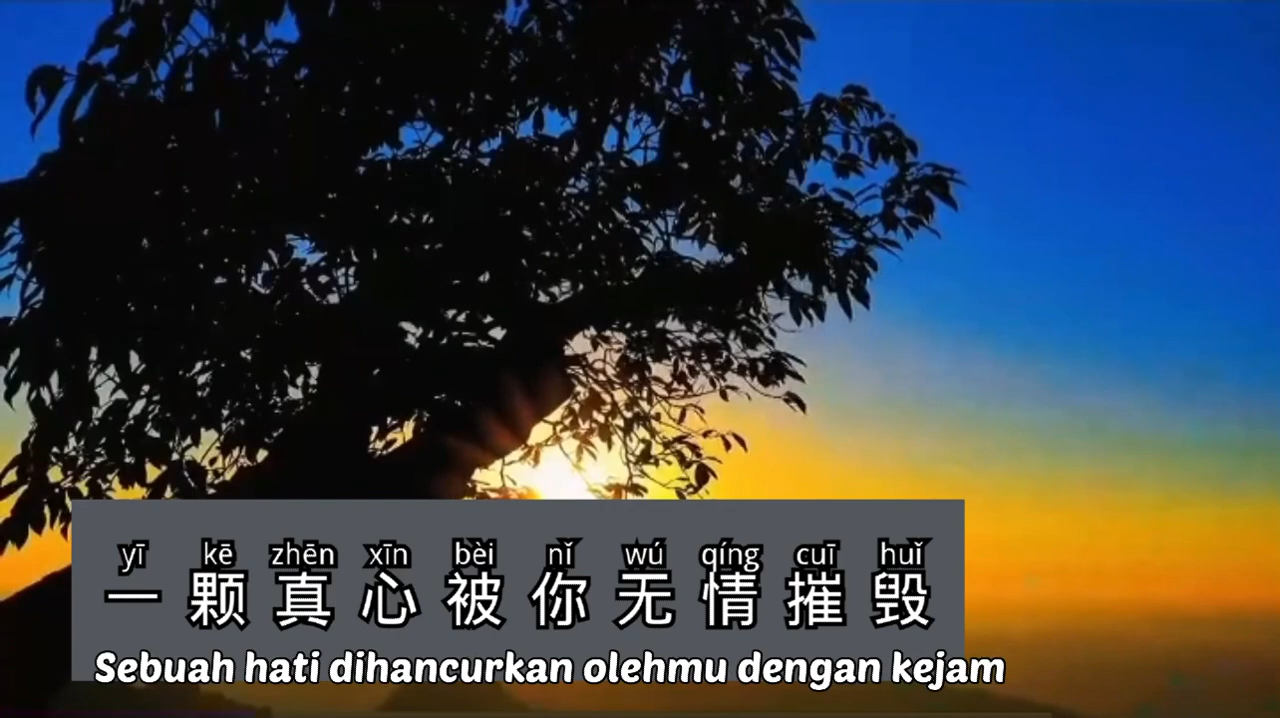 yī kē zhēn xīn bèi nǐ wú qíng cuī huǐ
一颗真心被你无情摧毁
Sebuah hati dihancurkan olehmu dengan kejam